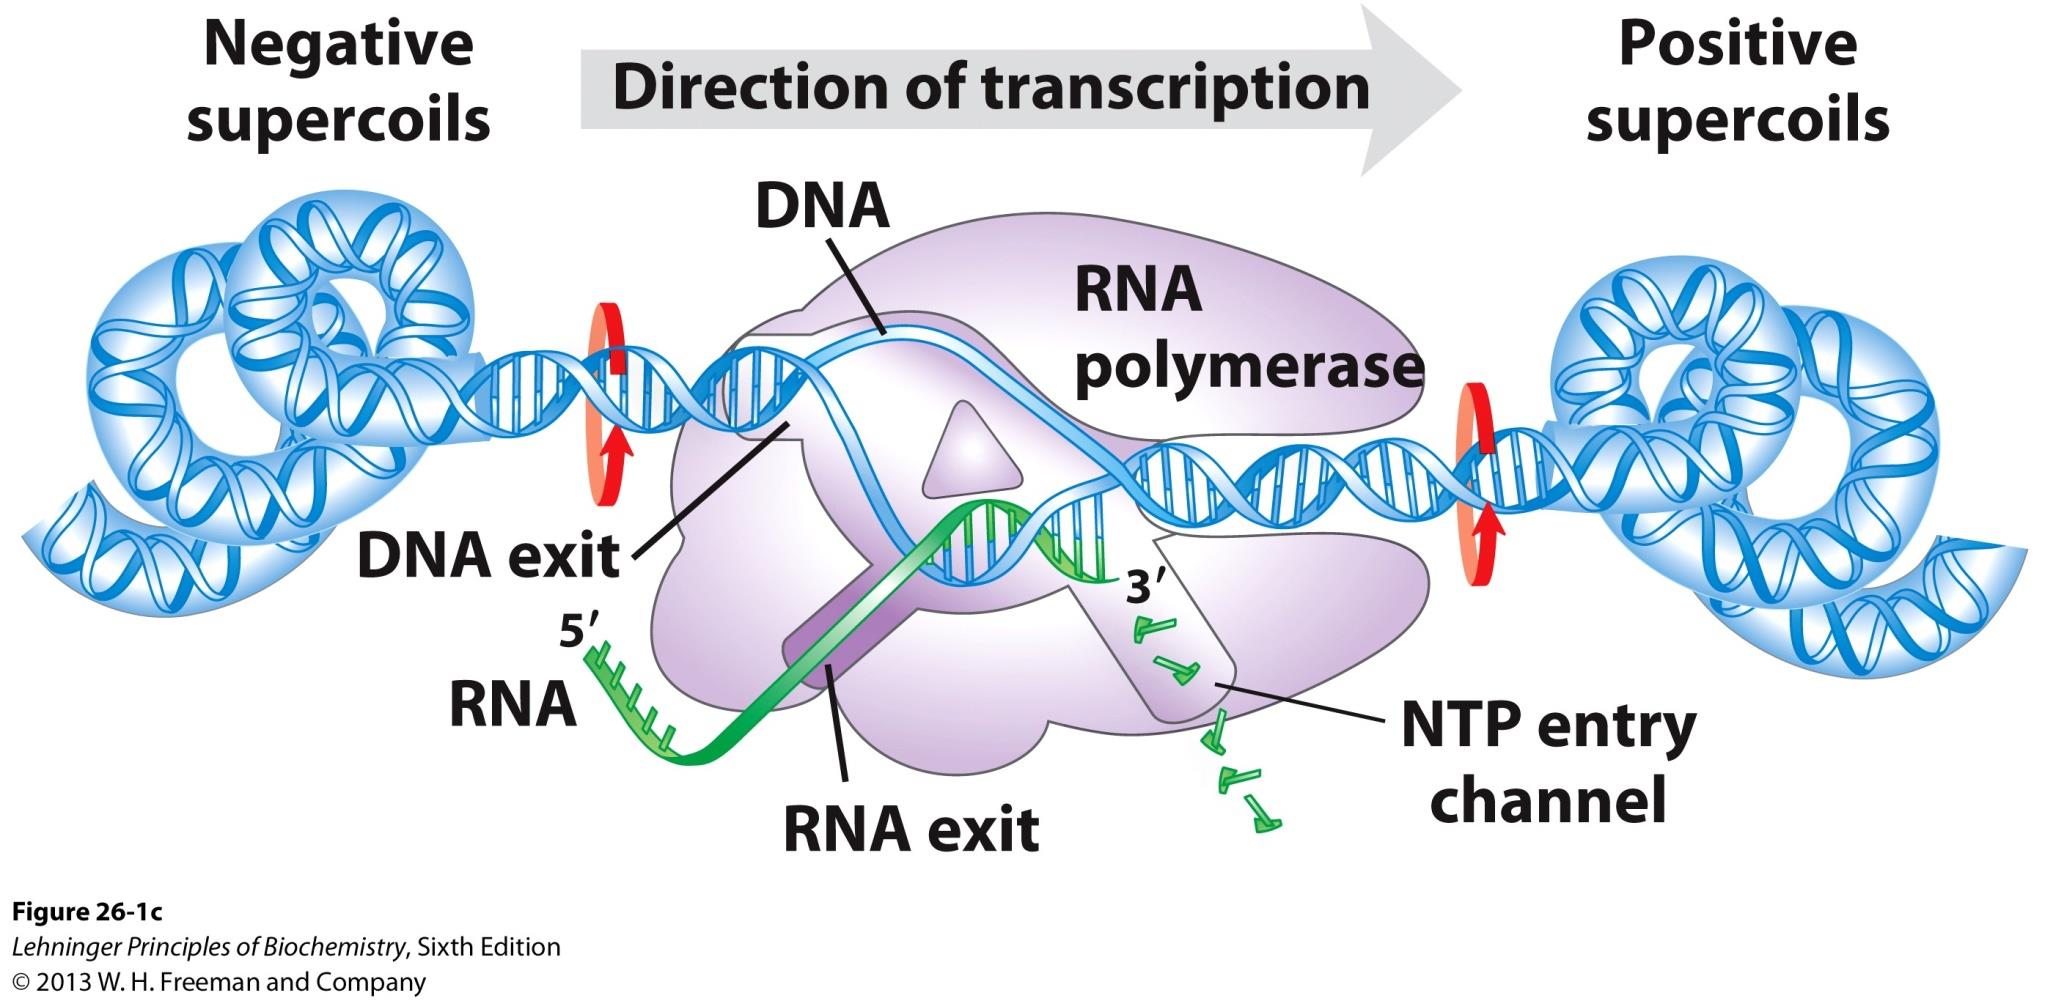 Negative
supercoils
Direction of transcription
Positive
supercoils
DNA
RNA
polymerase
DNA exit
3′
5′
RNA
NTP entry
channel
RNA exit
Figure 26-1c
Lehninger Principles of Biochemistry, Sixth Edition
© 2013 W. H. Freeman and Company